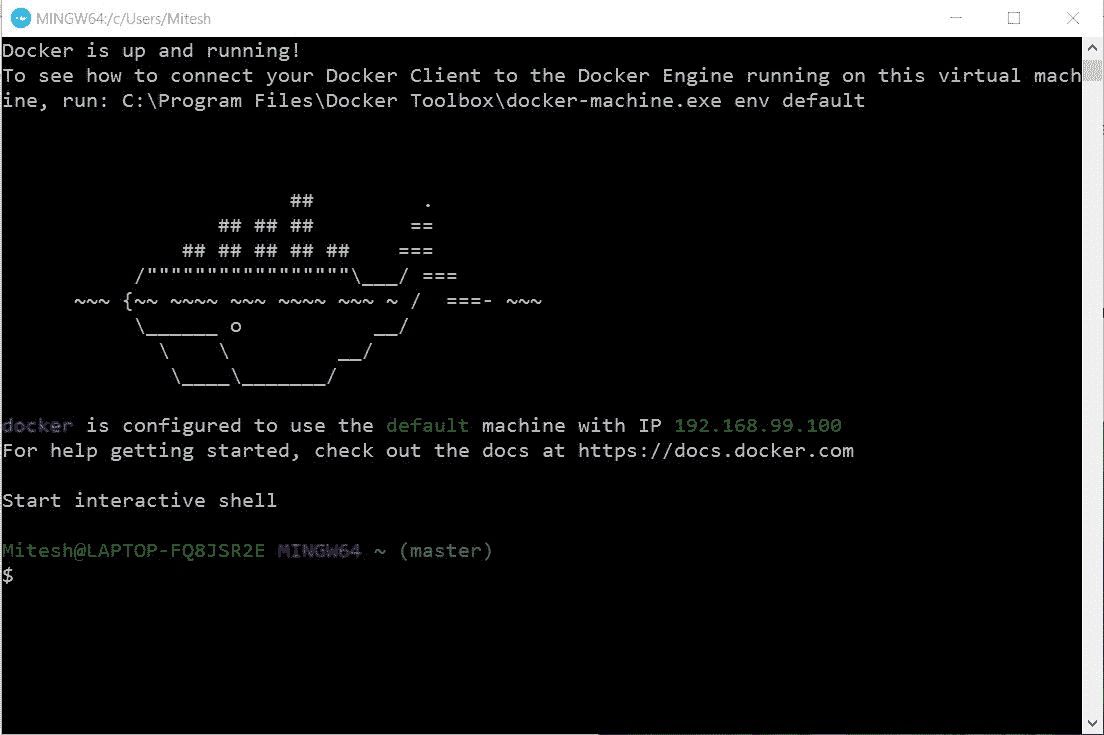 MINGW64:/c/Users/Mitesh
Docker is up and running!
To see how to connect your Docker Client to the Docker Engine running on this virtual mach
ine, run: C:\Program Files\Docker Toolbox\docker-machine.exe env default
                        ##         .
                  ## ## ##        ==
               ## ## ## ## ##    ===
           /"""""""""""""""""\___/ ===
      ~~~ {~~ ~~~~ ~~~ ~~~~ ~~~ ~ /  ===- ~~~
           \______ o           __/
             \    \         __/
              \____\_______/
docker is configured to use the default machine with IP 192.168.99.100
For help getting started, check out the docs at https://docs.docker.com
Start interactive shell
Mitesh@LAPTOP-FQ8JSR2E MINGW64 ~ (master)
$